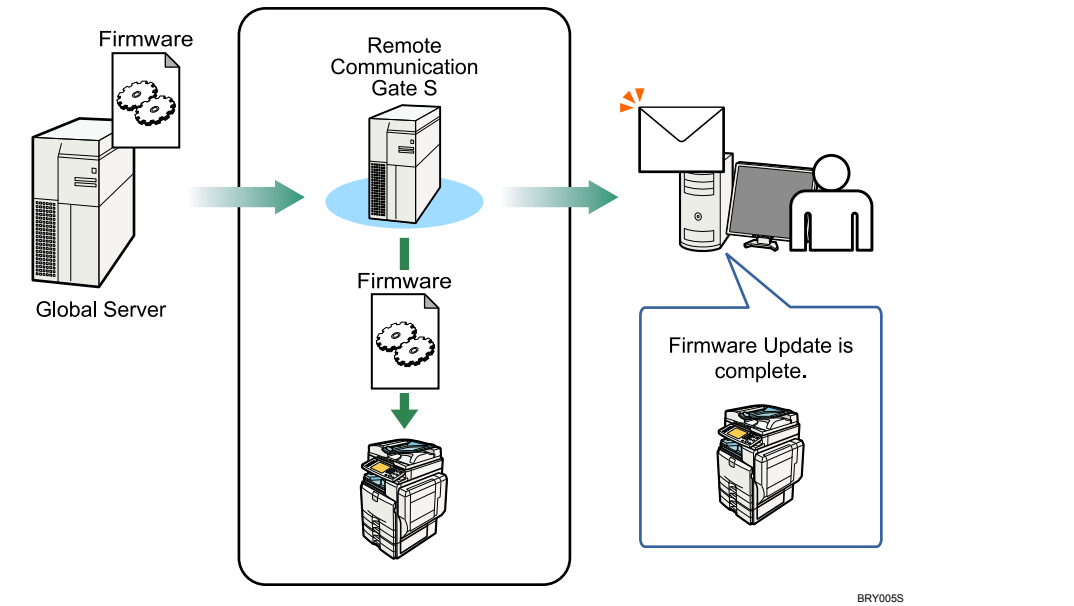 Firmware
Global Server
Remote
Communication
Gate S
Firmware
Firmware Update is
complete.
BRY005S